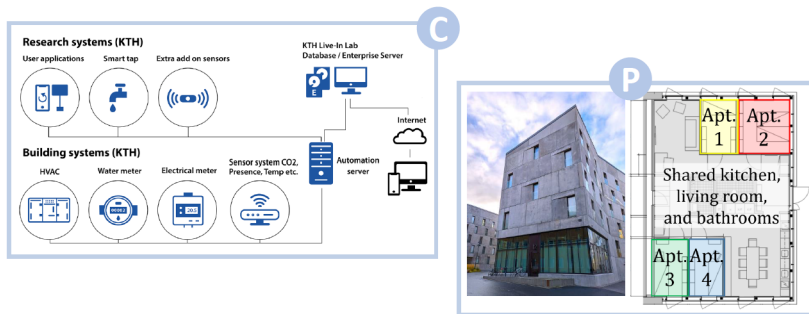 C
Research systems (KTH)
User applications
Smart tap
Extra add on sensors
KTH Live-In Lab
Database / Enterprise Server
E
Internet
Building systems (KTH)
HVAC
Water meter
Electrical meter
Sensor system CO2,
Presence, Temp etc.
Automation
server
P
Apt.
1
Apt.
2
Shared kitchen,
living room,
and bathrooms
Apt.
3
Apt.
4